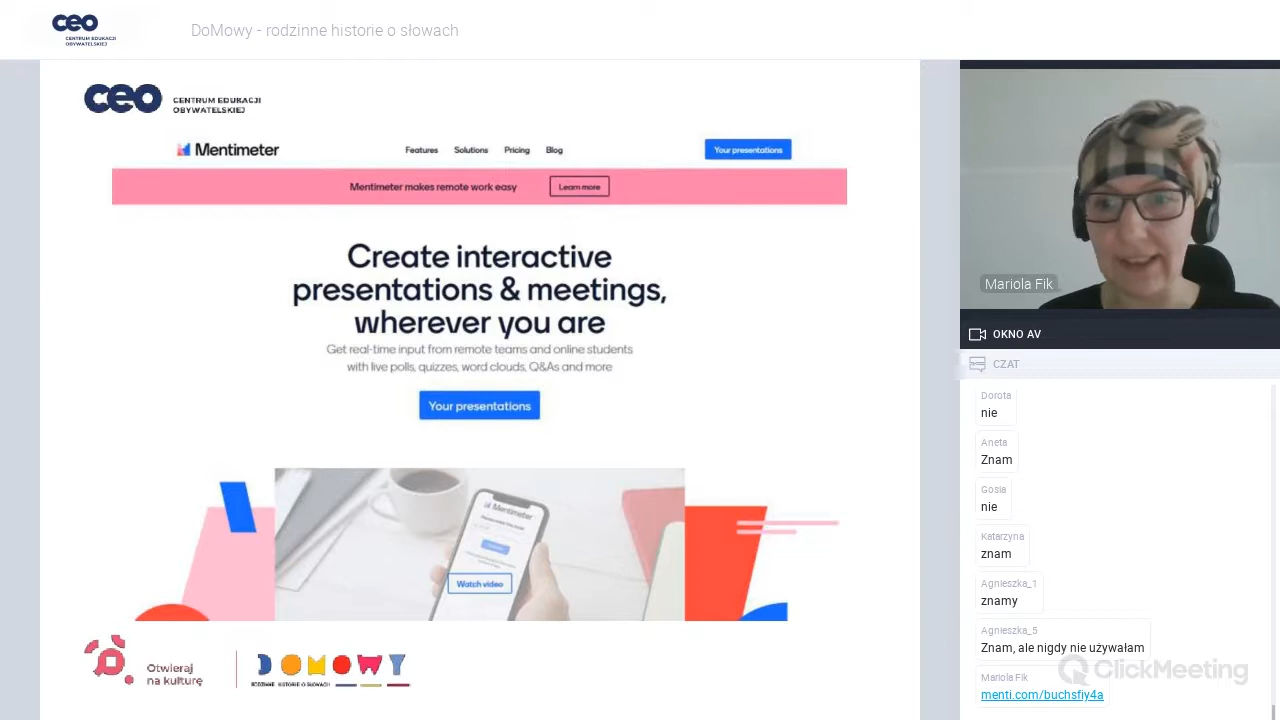 ceo
CENTRUM EDUKACJI
OBYWATELSKIEJ
DoMowy - rodzinne historie o słowach
ceo
CENTRUM EDUKACJI
OBYWATELSKIEJ
Mentimeter
Features Solutions Pricing Blog
Your presentations
Mentimeter makes remote work easy
Learn more
Create interactive
presentations & meetings,
wherever you are
Get real-time input from remote teams and online students
with live polls, quizzes, word clouds, Q&As and more
Your presentations
Mentimeter
Watch video
Otwieraj
na kulturę
DOMOWY
RODZINNE HISTORIE O SŁOWACH
Mariola Fik
OKNO AV
CZAT
Dorota
nie
Aneta
Znam
Gosia
nie
Katarzyna
znam
Agnieszka_1
znamy
Agnieszka_5
Znam, ale nigdy nie używałam
Mariola Fik
menti.com/buchsfiy4a
ClickMeeting